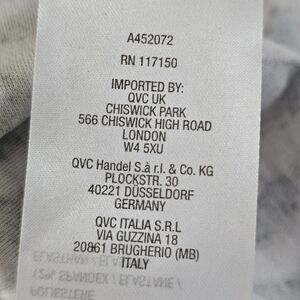 A452072
RN 117150
IMPORTED BY:
QVC UK
CHISWICK PARK
566 CHISWICK HIGH ROAD
LONDON
W4 5XU
QVC Handel S.à r.l. & Co. KG
PLOCKSTR. 30
40221 DÜSSELDORF
GERMANY
QVC ITALIA S.R.L
VIA GUZZINA 18
20861 BRUGHERIO (MB)
ITALY